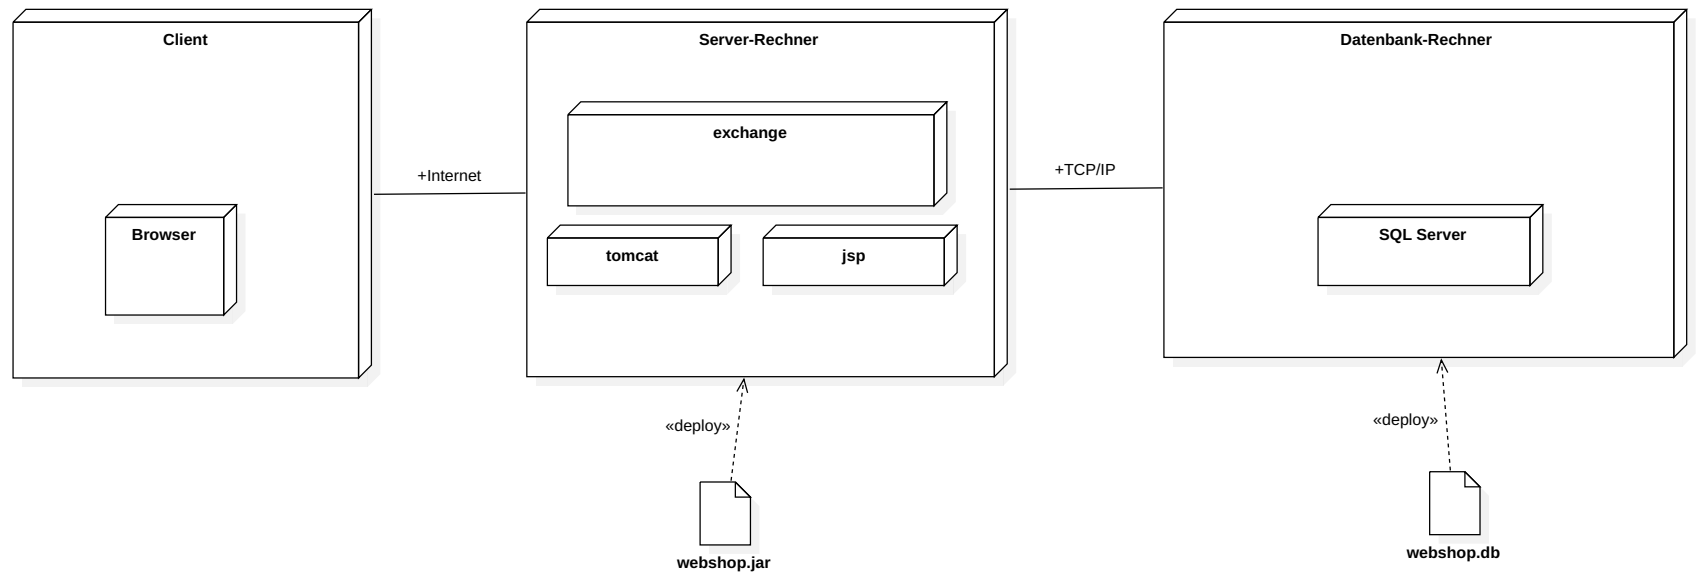 Client
Server-Rechner
Datenbank-Rechner
exchange
+Internet
+TCP/IP
Browser
tomcat
jsp
SQL Server
«deploy»
«deploy»
webshop.jar
webshop.db